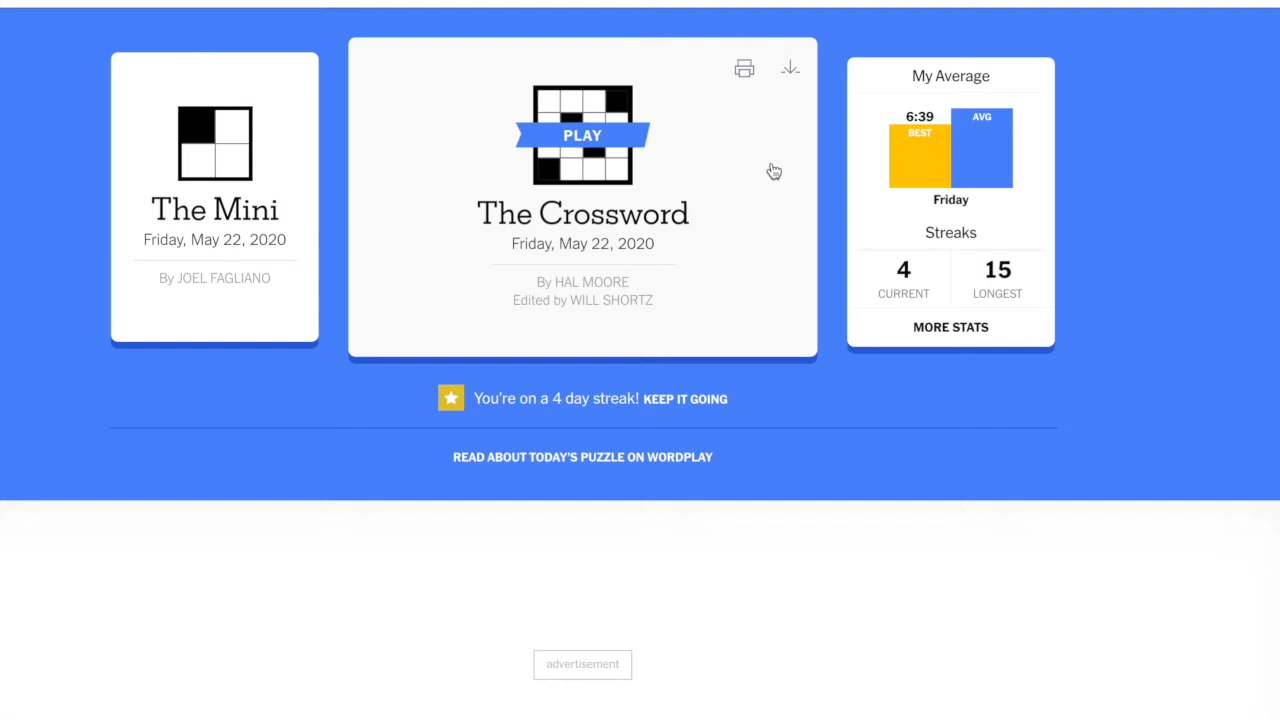 The Mini
Friday, May 22, 2020
By JOEL FAGLIANO
PLAY
The Crossword
Friday, May 22, 2020
By HAL MOORE
Edited by WILL SHORTZ
My Average
6:39
BEST
AVG
Friday
Streaks
4
CURRENT
15
LONGEST
MORE STATS
You're on a 4 day streak! KEEP IT GOING
READ ABOUT TODAY'S PUZZLE ON WORDPLAY
advertisement